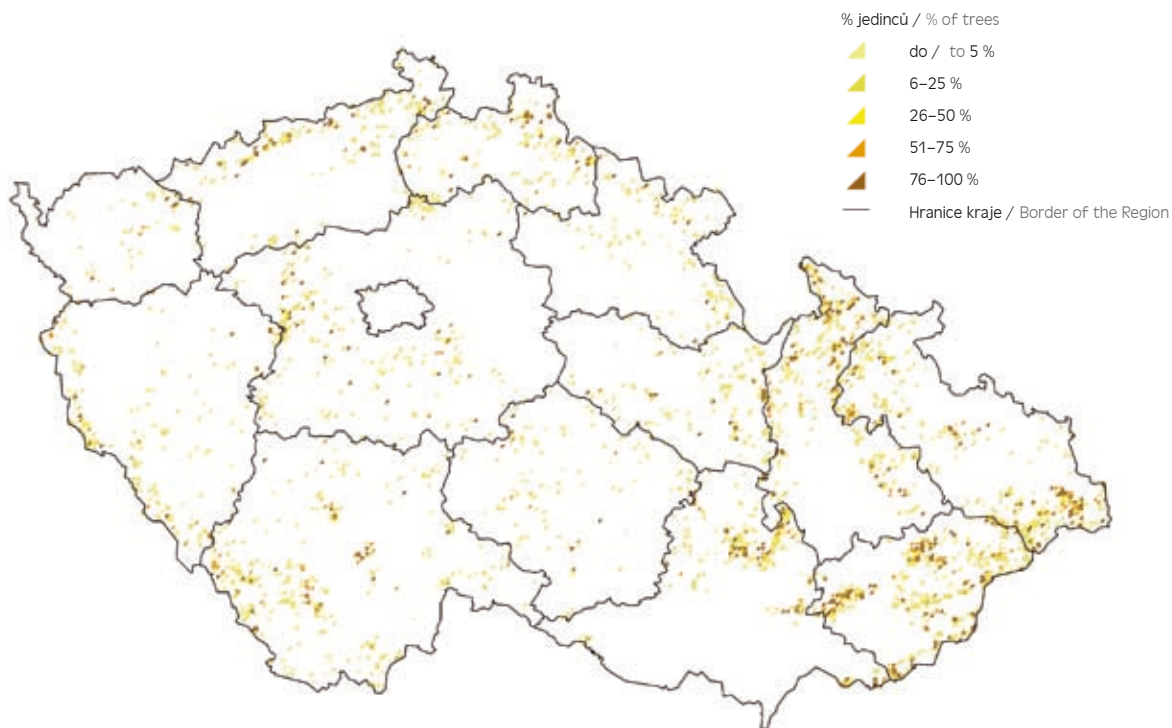 % jedinců / % of trees
do / to 5 %
6–25 %
26–50 %
51–75 %
76–100 %
Hranice kraje / Border of the Region